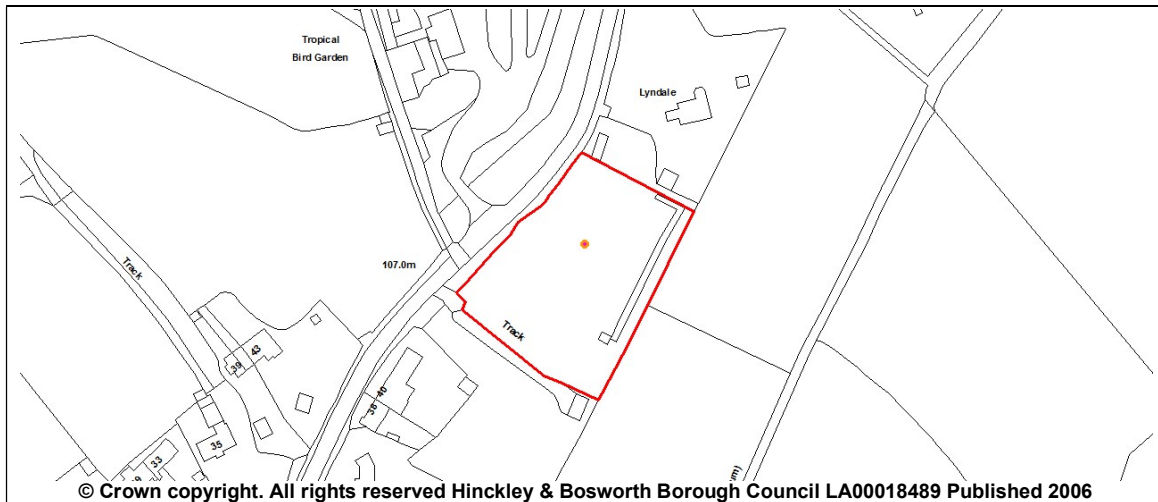 Tropical
Bird Garden
Lyndale
Track
107.0m
Track
43
39
40
38
35
33
© Crown copyright. All rights reserved Hinckley & Bosworth Borough Council LA00018489 Published 2006